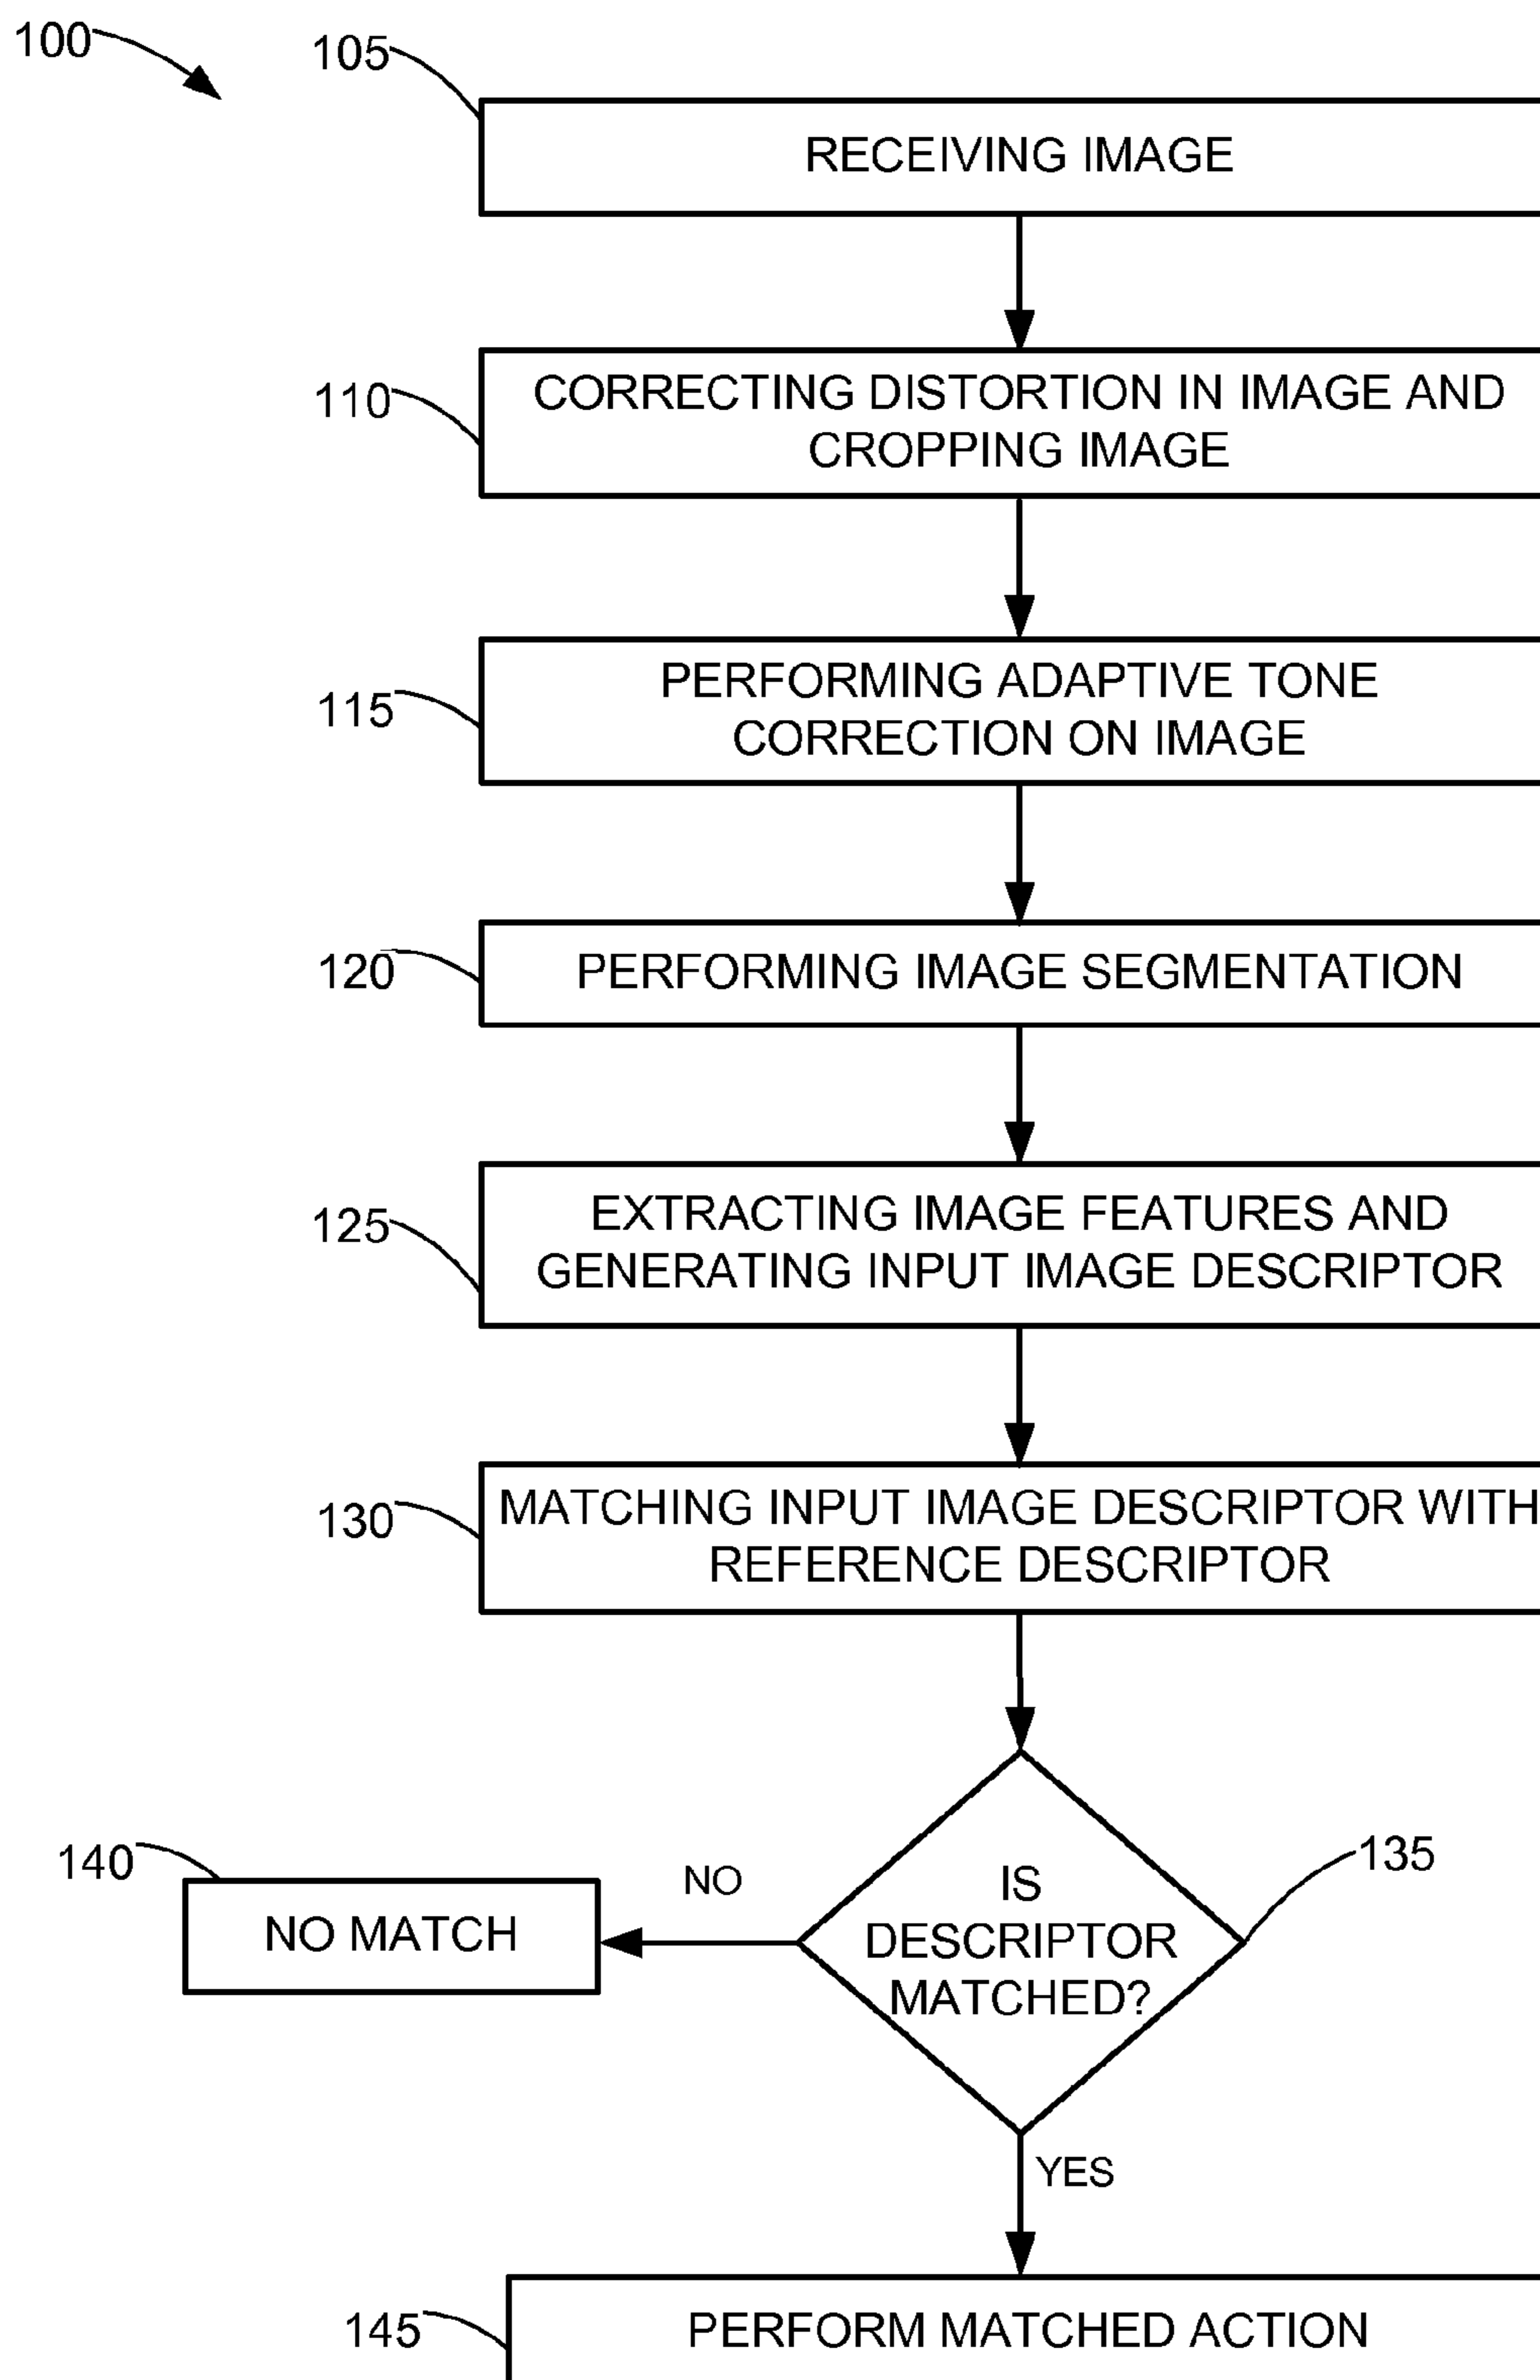 100
105
RECEIVING IMAGE
110
CORRECTING DISTORTION IN IMAGE AND
CROPPING IMAGE
115
PERFORMING ADAPTIVE TONE
CORRECTION ON IMAGE
120
PERFORMING IMAGE SEGMENTATION
125
EXTRACTING IMAGE FEATURES AND
GENERATING INPUT IMAGE DESCRIPTOR
130
MATCHING INPUT IMAGE DESCRIPTOR WITH
REFERENCE DESCRIPTOR
135
IS
DESCRIPTOR
MATCHED?
NO
140
NO MATCH
YES
145
PERFORM MATCHED ACTION